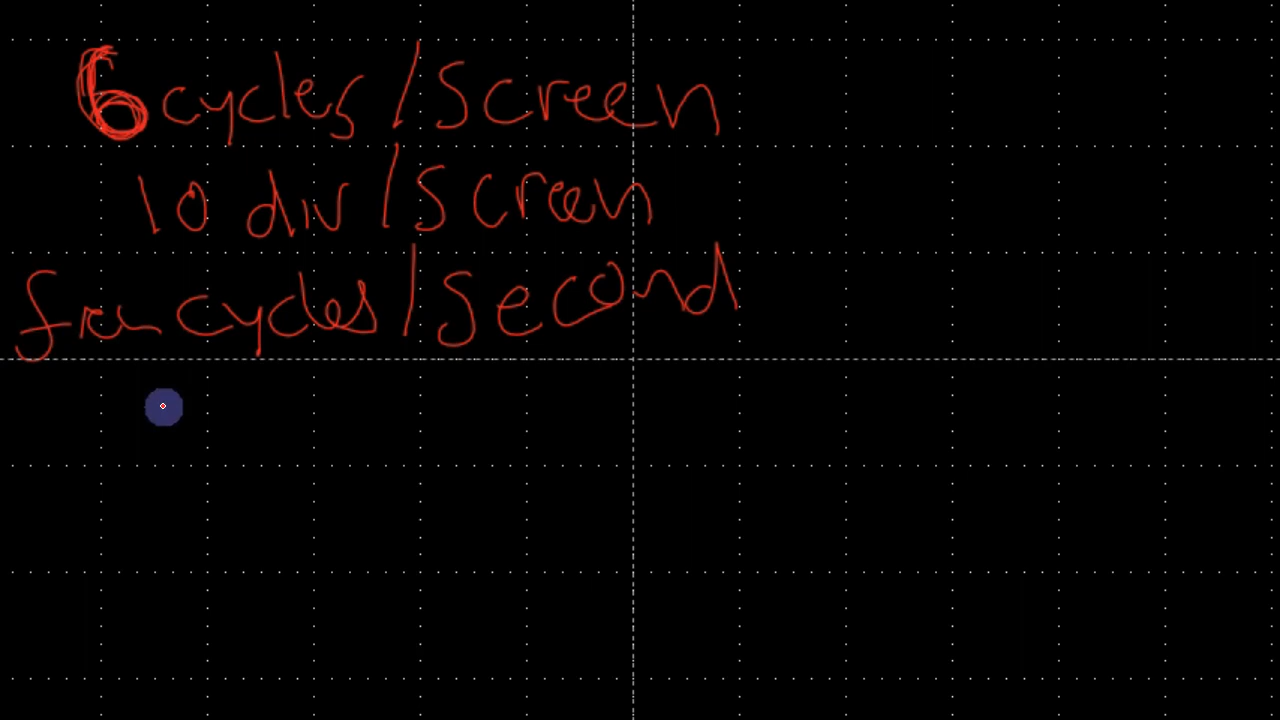 6 cycles / screen
10 div / screen
cycles / second